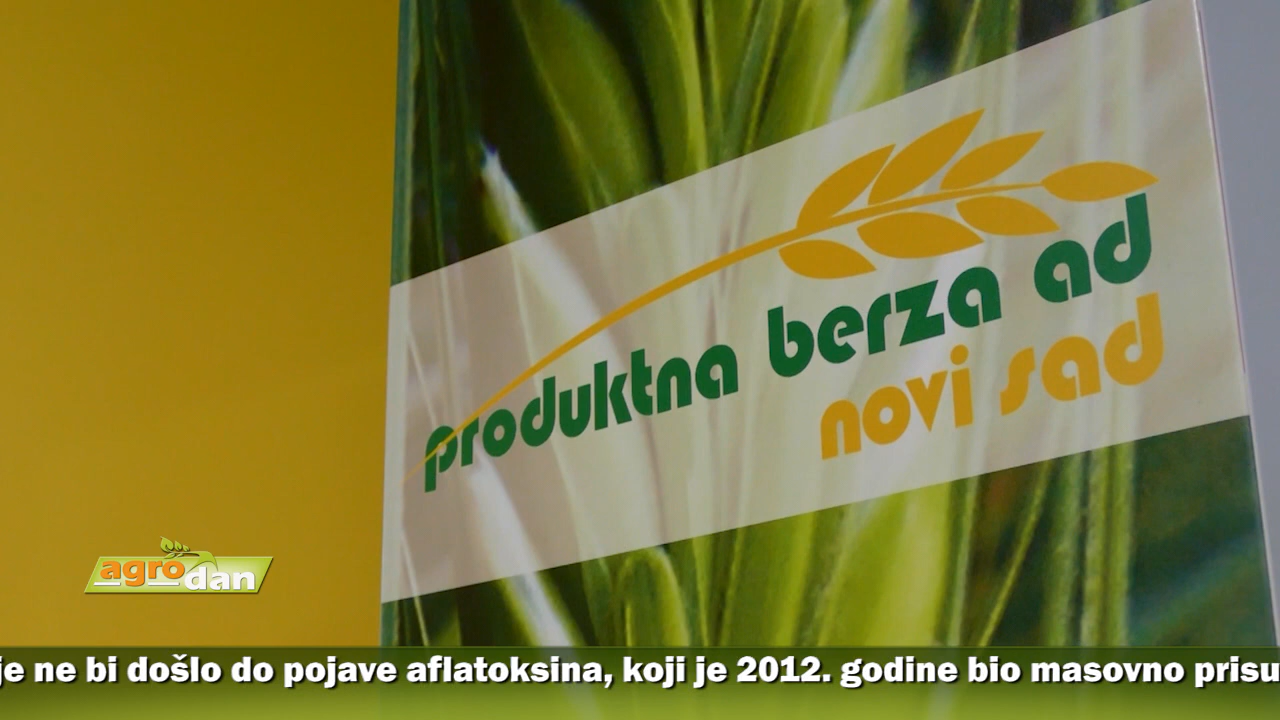 produktna berza ad
novi sad
agro
dan
je ne bi došlo do pojave aflatoksina, koji je 2012. godine bio masovno prisu